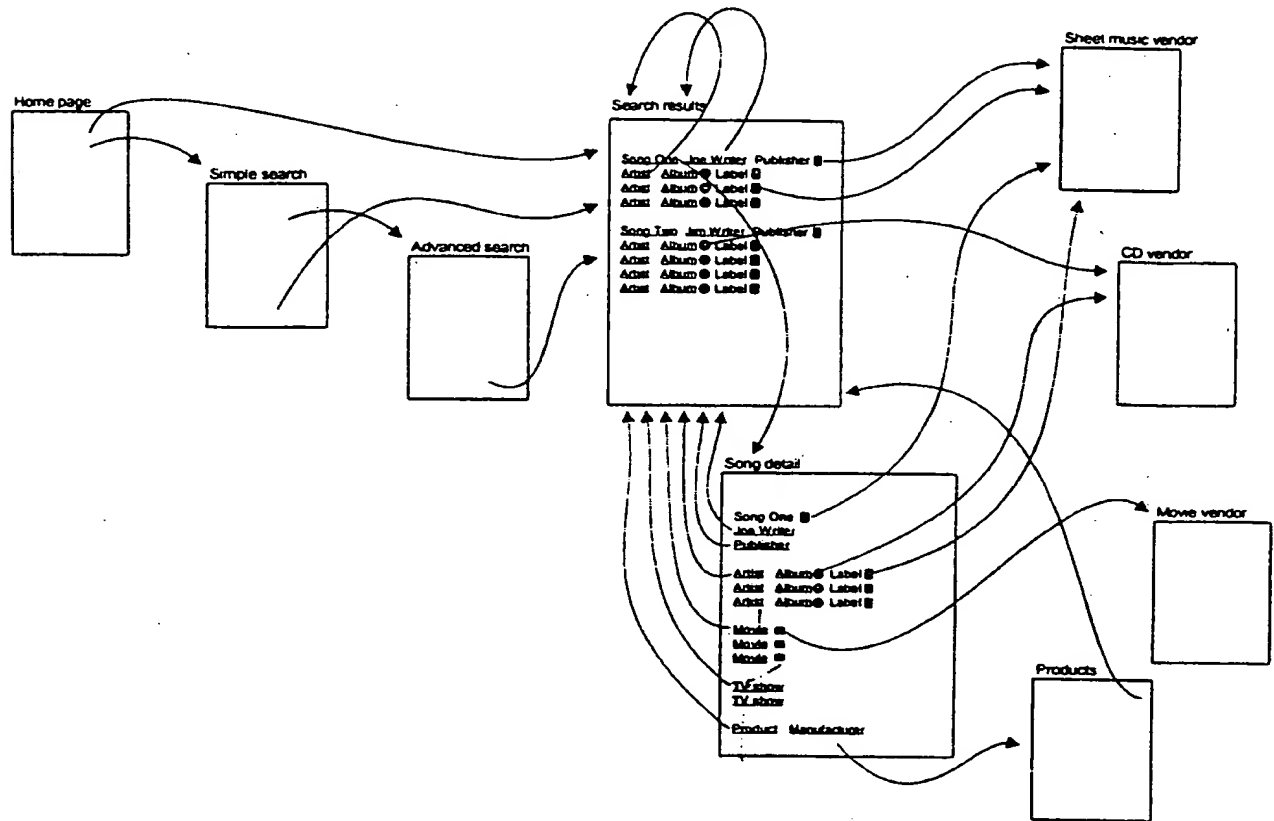 Home page
Simple search
Advanced search
Search results
Song One Joe Writer Publisher
Artist Album Label
Artist Album Label
Artist Album Label
Song Two Jim Writer Publisher
Artist Album Label
Artist Album Label
Artist Album Label
Artist Album Label
Song detail
Song One
Joe Writer
Publisher
Artist Album Label
Artist Album Label
Artist Album Label
Movie
Movie
Movie
TV show
TV show
Product Manufacturer
Sheet music vendor
CD vendor
Movie vendor
Products